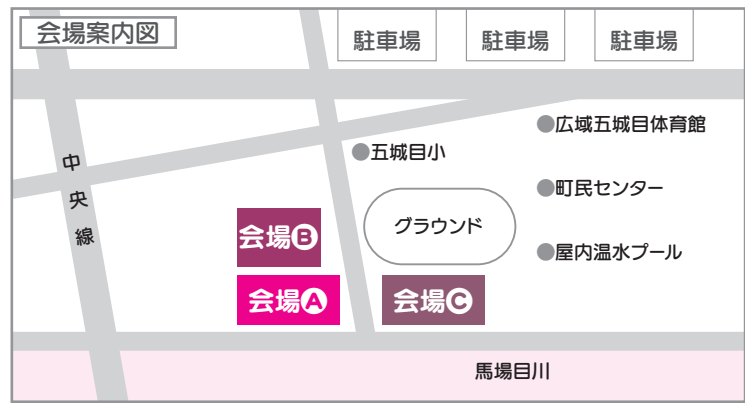 会場案内図
駐車場
駐車場
駐車場
広域五城目体育館
五城目小
中央線
町民センター
グラウンド
会場B
屋内温水プール
会場A
会場C
馬場目川